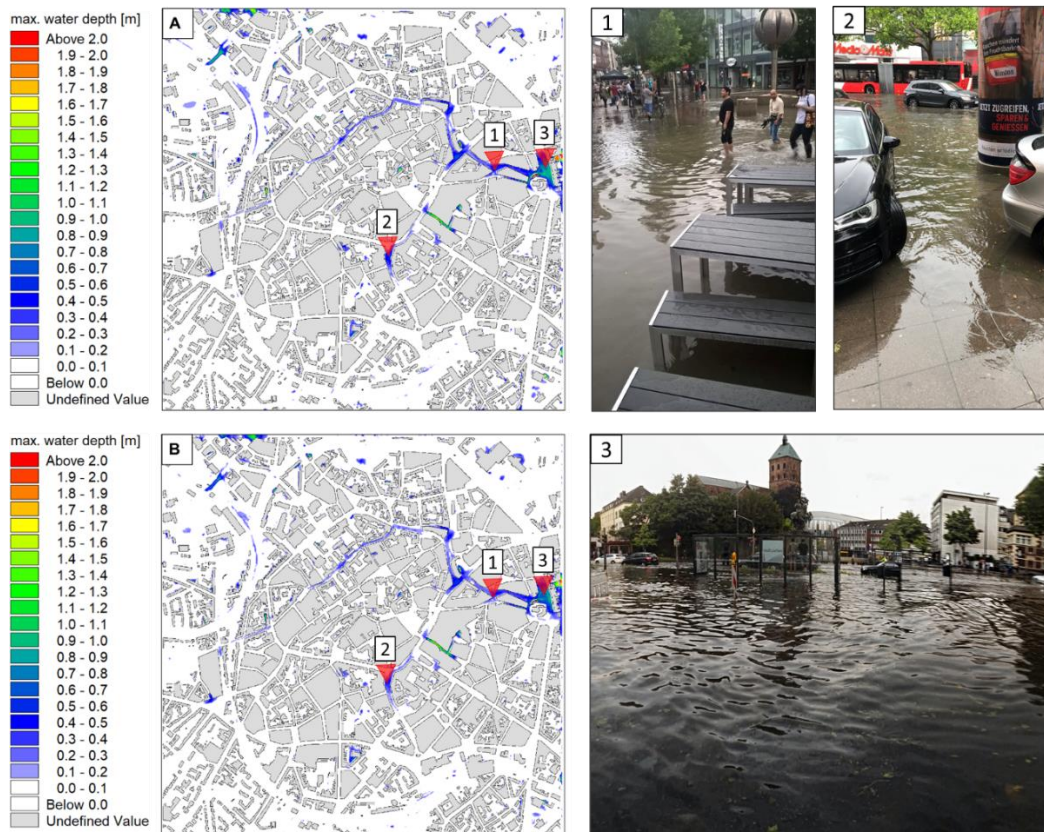 max. water depth [m]
Above 2.0
1.9 - 2.0
1.8 - 1.9
1.7 - 1.8
1.6 - 1.7
1.5 - 1.6
1.4 - 1.5
1.3 - 1.4
1.2 - 1.3
1.1 - 1.2
1.0 - 1.1
0.9 - 1.0
0.8 - 0.9
0.7 - 0.8
0.6 - 0.7
0.5 - 0.6
0.4 - 0.5
0.3 - 0.4
0.2 - 0.3
0.1 - 0.2
0.0 - 0.1
Below 0.0
Undefined Value
A
1
3
2
1
2
Media Markt
Winston
JETZT ZUGREIFEN,
SPAREN &
GENIESSEN
max. water depth [m]
Above 2.0
1.9 - 2.0
1.8 - 1.9
1.7 - 1.8
1.6 - 1.7
1.5 - 1.6
1.4 - 1.5
1.3 - 1.4
1.2 - 1.3
1.1 - 1.2
1.0 - 1.1
0.9 - 1.0
0.8 - 0.9
0.7 - 0.8
0.6 - 0.7
0.5 - 0.6
0.4 - 0.5
0.3 - 0.4
0.2 - 0.3
0.1 - 0.2
0.0 - 0.1
Below 0.0
Undefined Value
B
1
3
2
3